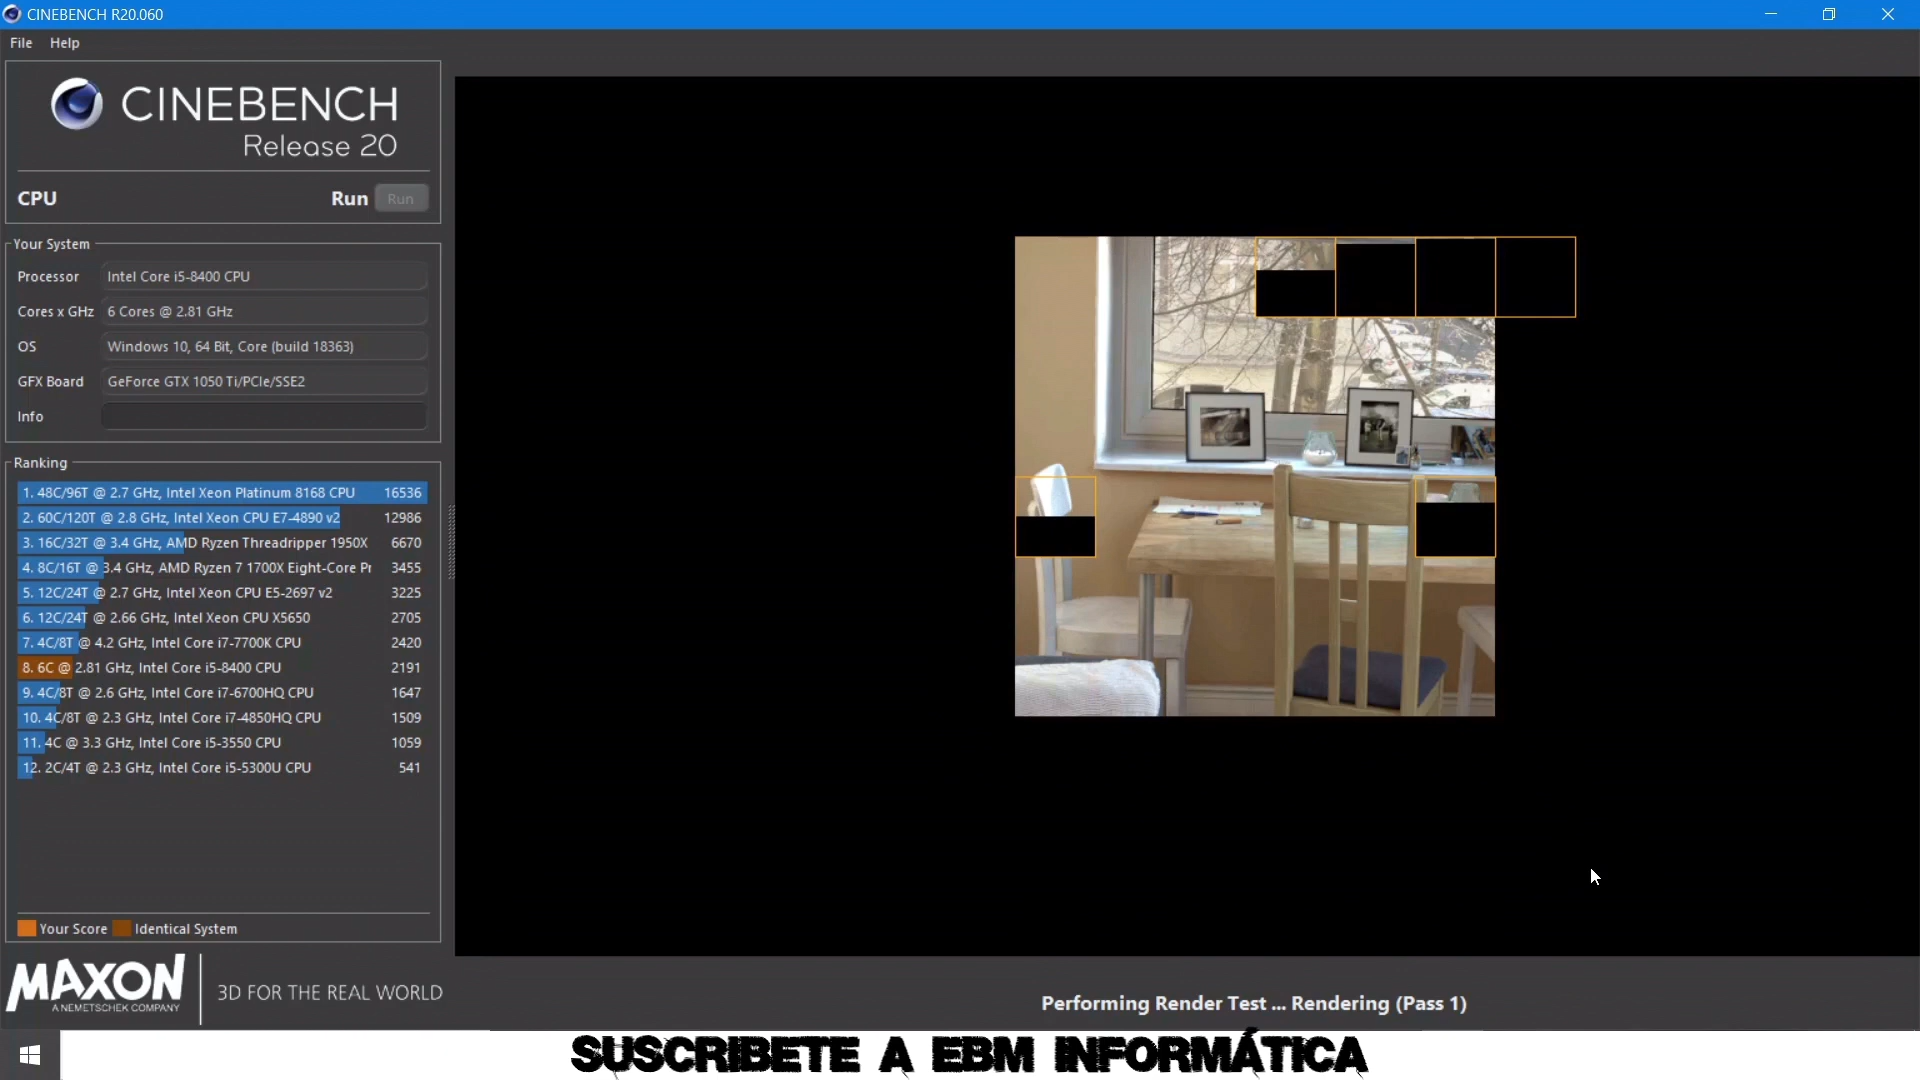 CINEBENCH R20.060
File Help
CINEBENCH
Release 20
CPU Run Run
Your System
Processor Intel Core i5-8400 CPU
Cores x GHz 6 Cores @ 2.81 GHz
OS Windows 10, 64 Bit, Core (build 18363)
GFX Board GeForce GTX 1050 Ti/PCIe/SSE2
Info
Ranking
1. 48C/96T @ 2.7 GHz, Intel Xeon Platinum 8168 CPU 16536
2. 60C/120T @ 2.8 GHz, Intel Xeon CPU E7-4890 v2 12986
3. 16C/32T @ 3.4 GHz, AMD Ryzen Threadripper 1950X 6670
4. 8C/16T @ 3.4 GHz, AMD Ryzen 7 1700X Eight-Core Pr 3455
5. 12C/24T @ 2.7 GHz, Intel Xeon CPU E5-2697 v2 3225
6. 12C/24T @ 2.66 GHz, Intel Xeon CPU X5650 2705
7. 4C/8T @ 4.2 GHz, Intel Core i7-7700K CPU 2420
8. 6C @ 2.81 GHz, Intel Core i5-8400 CPU 2191
9. 4C/8T @ 2.6 GHz, Intel Core i7-6700HQ CPU 1647
10. 4C/8T @ 2.3 GHz, Intel Core i7-4850HQ CPU 1509
11. 4C @ 3.3 GHz, Intel Core i5-3550 CPU 1059
12. 2C/4T @ 2.3 GHz, Intel Core i5-5300U CPU 541
Your Score Identical System
MAXON
A NEMETSCHEK COMPANY
3D FOR THE REAL WORLD
Performing Render Test ... Rendering (Pass 1)
SUSCRIBETE A EBM INFORMÁTICA